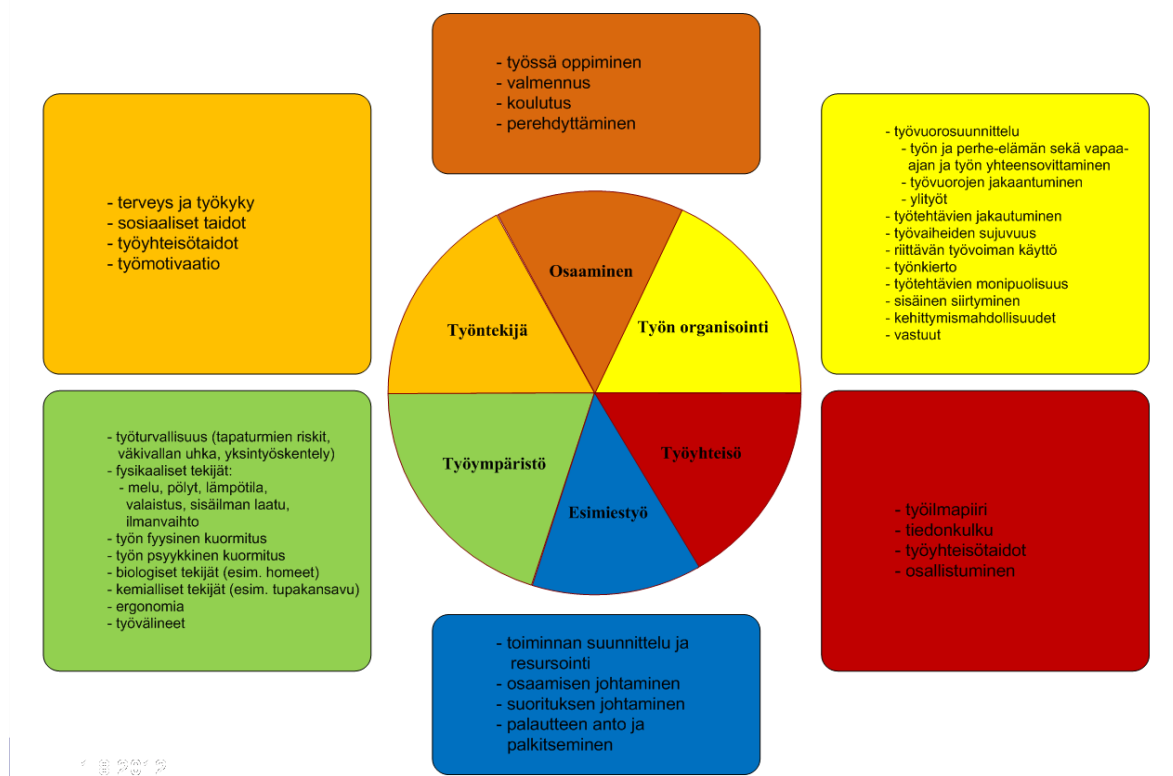 - työssä oppiminen
- valmennus
- koulutus
- perehdyttäminen
- terveys ja työkyky
- sosiaaliset taidot
- työyhteisötaidot
- työmotivaatio
- työvuorosuunnittelu
- työn ja perhe-elämän sekä vapaa-
ajan ja työn yhteensovittaminen
- työvuorojen jakaantuminen
- ylityöt
- työtehtävien jakautuminen
- työvaiheiden sujuvuus
- riittävän työvoiman käyttö
- työnkierto
- työtehtävien monipuolisuus
- sisäinen siirtyminen
- kehittymismahdollisuudet
- vastuut
Osaaminen
Työntekijä
Työn organisointi
Työympäristö
Työyhteisö
Esimiestyö
- työturvallisuus (tapaturmien riskit,
väkivallan uhka, yksintyöskentely)
- fysikaaliset tekijät:
- melu, pölyt, lämpötila,
valaistus, sisäilman laatu,
ilmanvaihto
- työn fyysinen kuormitus
- työn psyykkinen kuormitus
- biologiset tekijät (esim. homeet)
- kemialliset tekijät (esim. tupakansavu)
- ergonomia
- työvälineet
- työilmapiiri
- tiedonkulku
- työyhteisötaidot
- osallistuminen
- toiminnan suunnittelu ja
resursointi
- osaamisen johtaminen
- suorituksen johtaminen
- palautteen anto ja
palkitseminen
1.8.2012